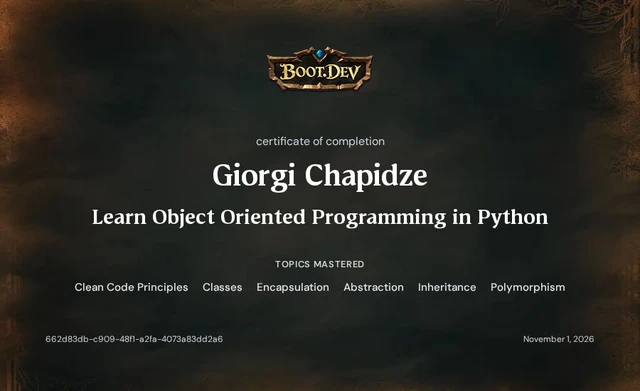 BOOT.DEV
certificate of completion
Giorgi Chapidze
Learn Object Oriented Programming in Python
TOPICS MASTERED
Clean Code Principles Classes Encapsulation Abstraction Inheritance Polymorphism
662d83db-c909-48f1-a2fa-4073a83dd2a6 November 1, 2026